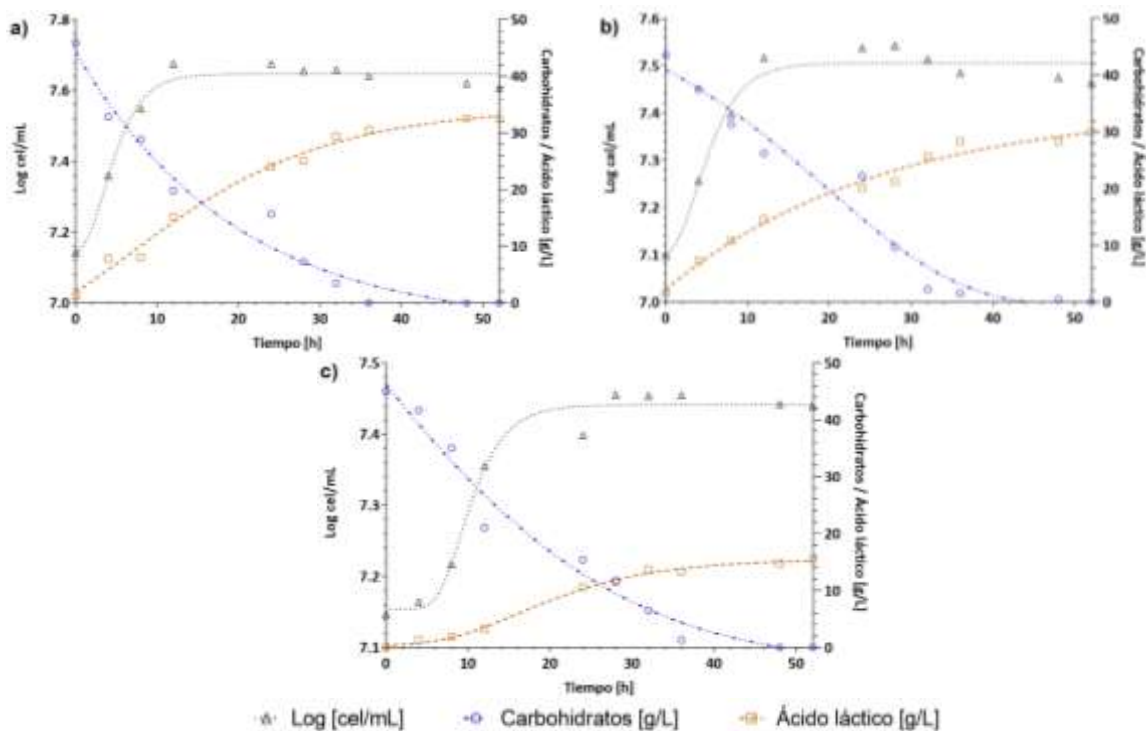 a)
7.8
7.6
7.4
7.2
7.0
Log cel/mL
50
40
30
20
10
0
Carbohidratos / Ácido láctico [g/L]
0 10 20 30 40 50
Tiempo [h]
b)
7.6
7.5
7.4
7.3
7.2
7.1
7.0
Log cel/mL
50
40
30
20
10
0
Carbohidratos / Ácido láctico [g/L]
0 10 20 30 40 50
Tiempo [h]
c)
7.5
7.4
7.3
7.2
7.1
Log cel/mL
50
40
30
20
10
0
Carbohidratos / Ácido láctico [g/L]
0 10 20 30 40 50
Tiempo [h]
Log [cel/mL] Carbohidratos [g/L] Ácido láctico [g/L]